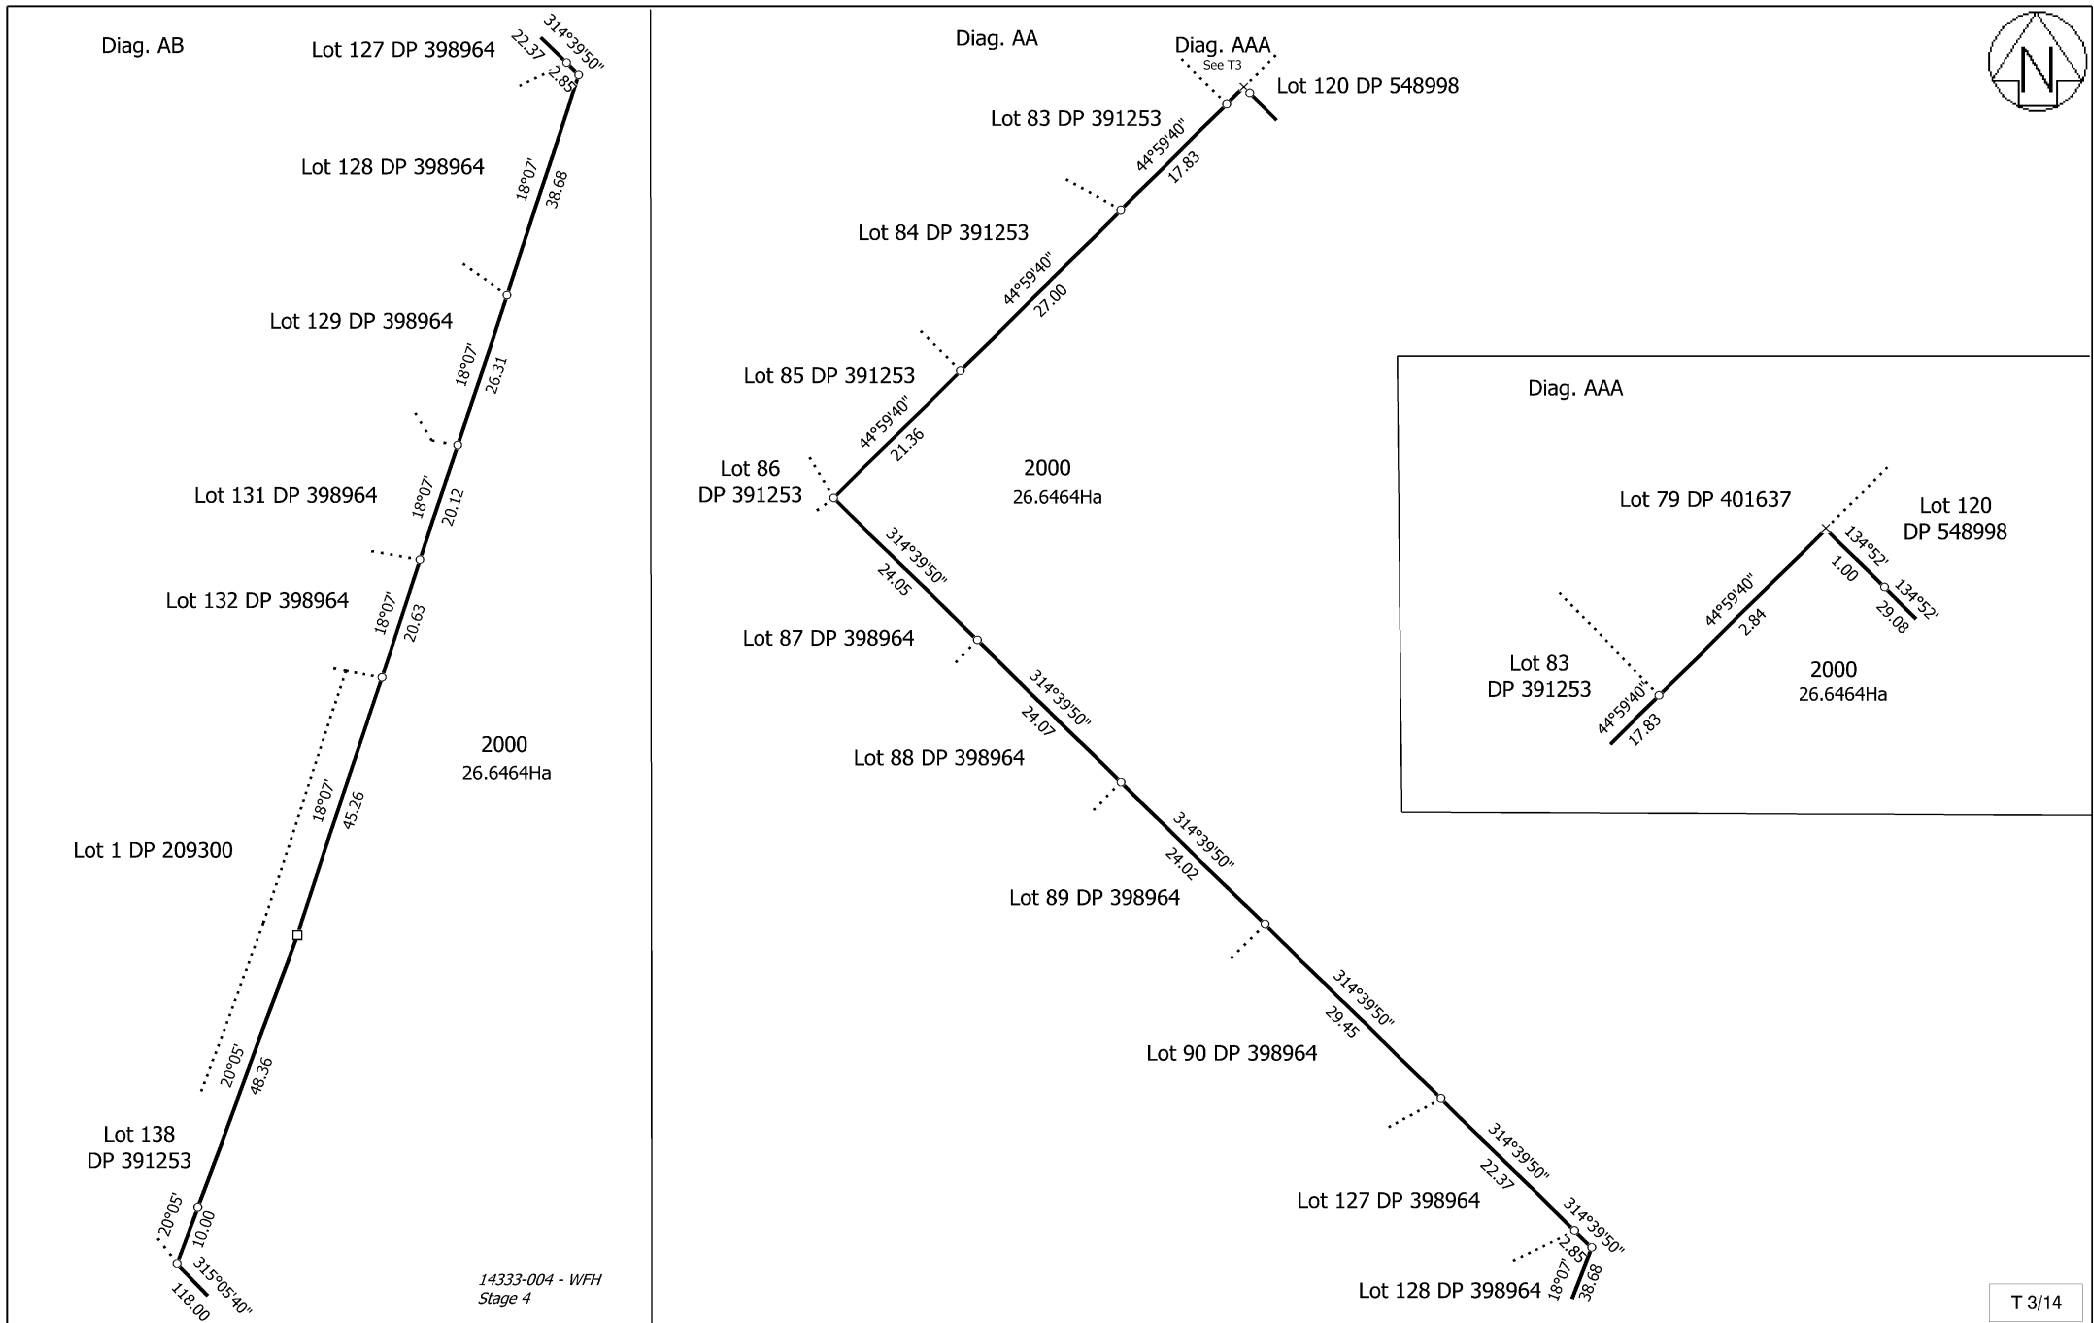 Diag. AB
Lot 127 DP 398964
314°39'50"
22.37
2.85
Lot 128 DP 398964
18°07'
38.68
Lot 129 DP 398964
18°07'
26.31
Lot 131 DP 398964
18°07'
20.12
Lot 132 DP 398964
18°07'
20.63
2000
26.6464Ha
18°07'
45.26
Lot 1 DP 209300
20°05'
48.36
Lot 138
DP 391253
20°05'
10.00
315°05'40"
118.00
14333-004 - WFH
Stage 4
Diag. AA
Diag. AAA
See T3
Lot 120 DP 548998
Lot 83 DP 391253
44°59'40"
17.83
Lot 84 DP 391253
44°59'40"
27.00
Lot 85 DP 391253
44°59'40"
21.36
Lot 86
DP 391253
2000
26.6464Ha
314°39'50"
24.05
Lot 87 DP 398964
314°39'50"
24.07
Lot 88 DP 398964
314°39'50"
24.02
Lot 89 DP 398964
314°39'50"
29.45
Lot 90 DP 398964
314°39'50"
22.37
Lot 127 DP 398964
314°39'50"
2.85
Lot 128 DP 398964
18°07'
38.68
N
Diag. AAA
Lot 79 DP 401637
Lot 120
DP 548998
134°52'
1.00
134°52'
29.08
44°59'40"
2.84
Lot 83
DP 391253
2000
26.6464Ha
44°59'40"
17.83
T 3/14